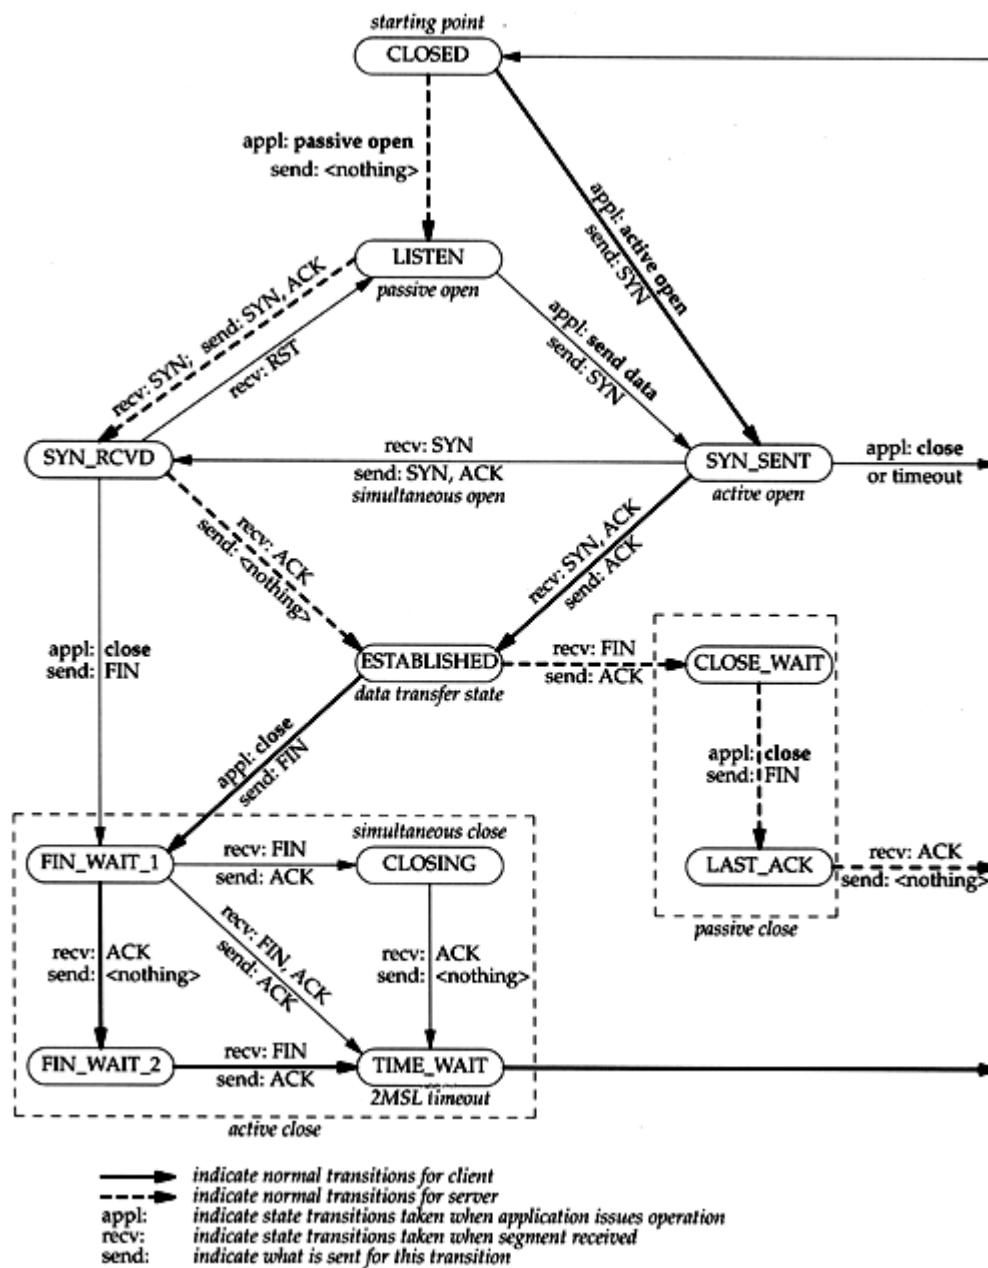 starting point
CLOSED
appl: passive open
send: <nothing>
appl: active open
send: SYN
LISTEN
passive open
recv: SYN; send: SYN, ACK
recv: RST
appl: send data
send: SYN
SYN_RCVD
recv: SYN
send: SYN, ACK
simultaneous open
SYN_SENT
active open
appl: close
or timeout
recv: ACK
send: <nothing>
recv: SYN, ACK
send: ACK
appl: close
send: FIN
ESTABLISHED
data transfer state
recv: FIN
send: ACK
CLOSE_WAIT
appl: close
send: FIN
appl: close
send: FIN
simultaneous close
FIN_WAIT_1
recv: FIN
send: ACK
CLOSING
LAST_ACK
recv: ACK
send: <nothing>
passive close
recv: ACK
send: <nothing>
recv: FIN, ACK
send: ACK
recv: ACK
send: <nothing>
FIN_WAIT_2
recv: FIN
send: ACK
TIME_WAIT
2MSL timeout
active close
indicate normal transitions for client
indicate normal transitions for server
appl: indicate state transitions taken when application issues operation
recv: indicate state transitions taken when segment received
send: indicate what is sent for this transition